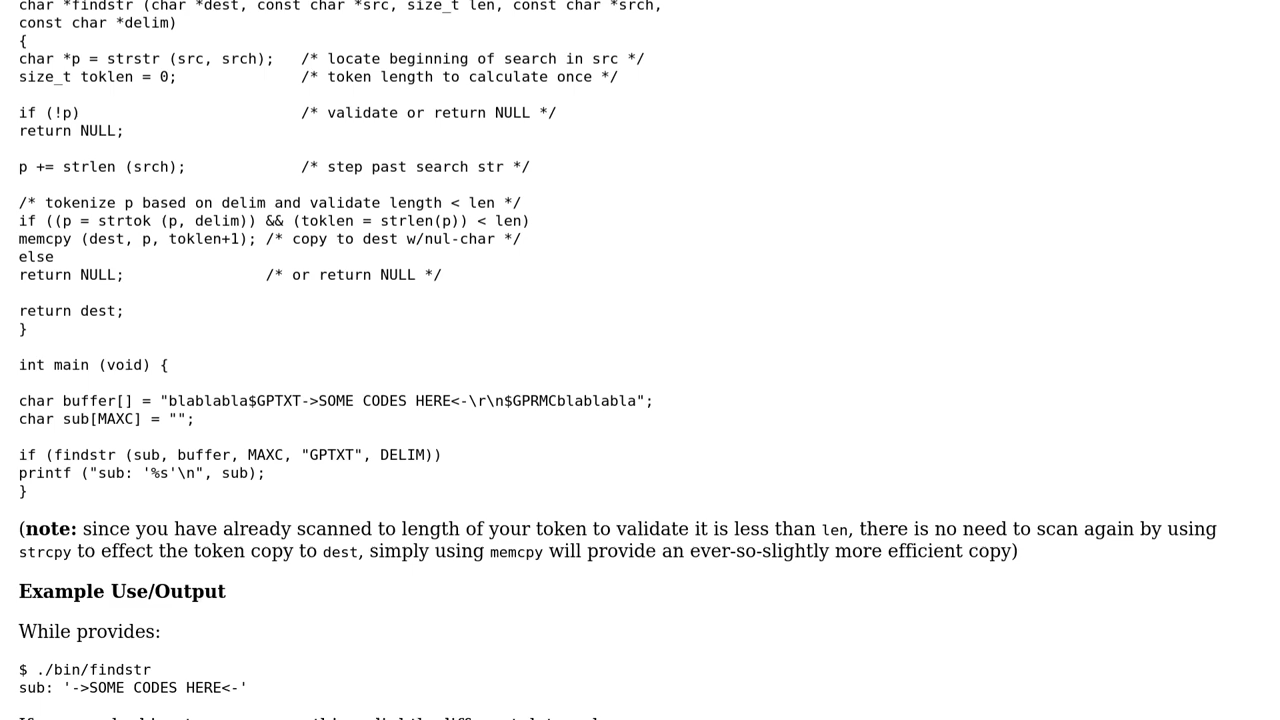 char *findstr (char *dest, const char *src, size_t len, const char *srch,
const char *delim)
{
char *p = strstr (src, srch);   /* locate beginning of search in src */
size_t toklen = 0;              /* token length to calculate once */

if (!p)                         /* validate or return NULL */
return NULL;

p += strlen (srch);             /* step past search str */

/* tokenize p based on delim and validate length < len */
if ((p = strtok (p, delim)) && (toklen = strlen(p)) < len)
memcpy (dest, p, toklen+1); /* copy to dest w/nul-char */
else
return NULL;                /* or return NULL */

return dest;
}

int main (void) {

char buffer[] = "blablabla$GPTXT->SOME CODES HERE<-\r\n$GPRMCblablabla";
char sub[MAXC] = "";

if (findstr (sub, buffer, MAXC, "GPTXT", DELIM))
printf ("sub: '%s'\n", sub);
}

(note: since you have already scanned to length of your token to validate it is less than len, there is no need to scan again by using
strcpy to effect the token copy to dest, simply using memcpy will provide an ever-so-slightly more efficient copy)

Example Use/Output

While provides:

$ ./bin/findstr
sub: '->SOME CODES HERE<-'